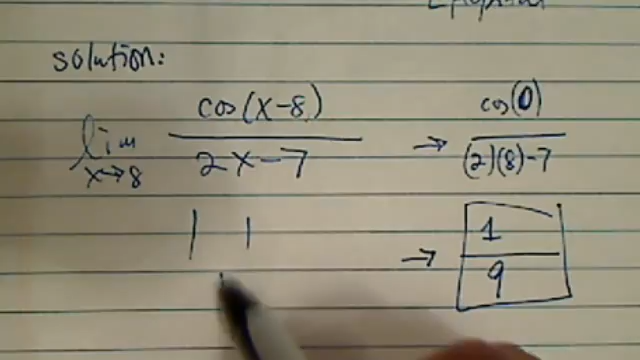 solution:
lim x→8 cos(x-8) / 2x-7 → cos(0) / (2)(8)-7
→ 1 / 9